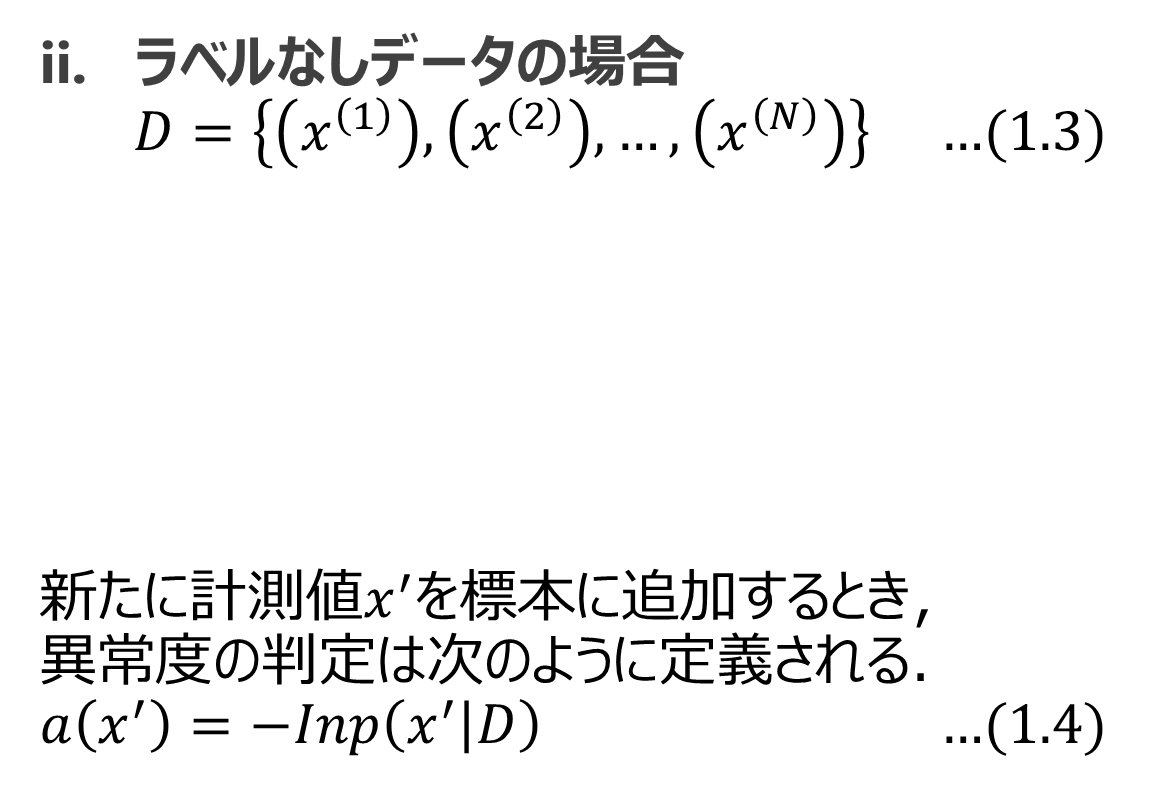 ii. ラベルなしデータの場合
D = {(x⁽¹⁾), (x⁽²⁾), … , (x⁽ᴺ⁾)} …(1.3)
新たに計測値x′を標本に追加するとき,
異常度の判定は次のように定義される.
a(x′) = −Inp(x′|D) …(1.4)